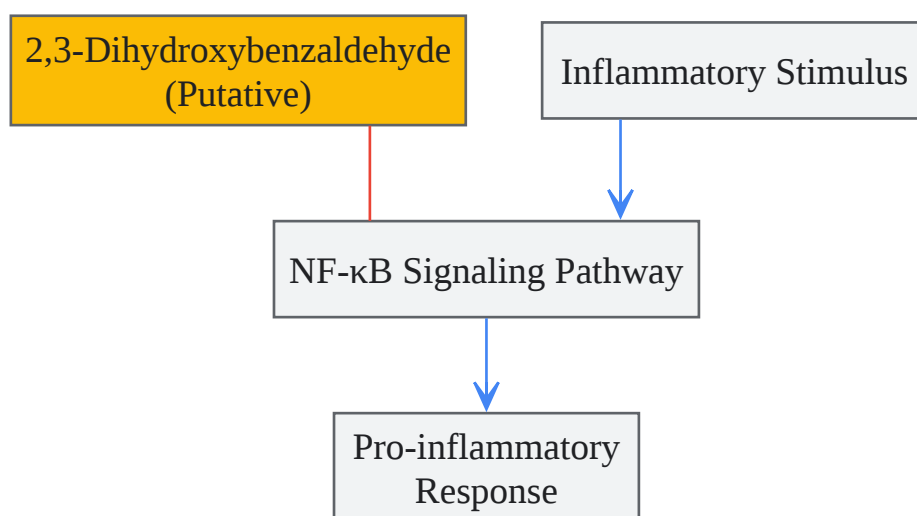 2,3-Dihydroxybenzaldehyde
(Putative)
Inflammatory Stimulus
NF-κB Signaling Pathway
Pro-inflammatory
Response